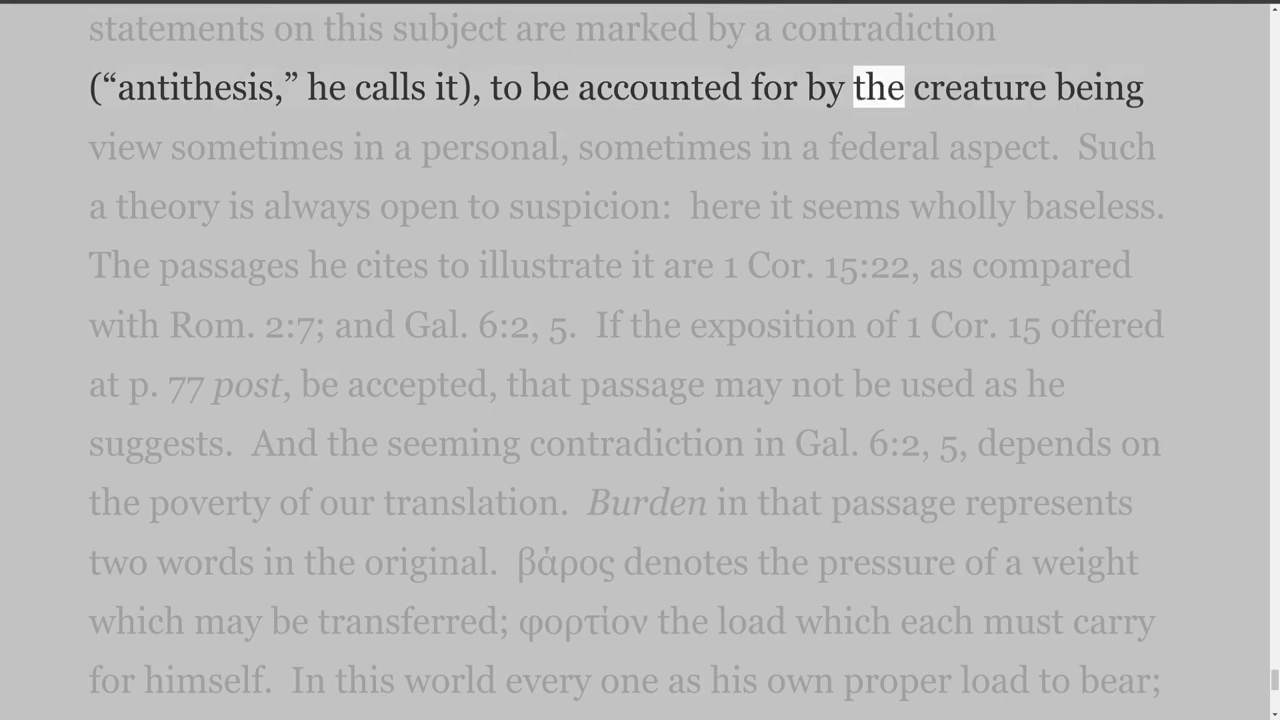 statements on this subject are marked by a contradiction
(“antithesis,” he calls it), to be accounted for by the creature being
view sometimes in a personal, sometimes in a federal aspect.  Such
a theory is always open to suspicion:  here it seems wholly baseless.
The passages he cites to illustrate it are 1 Cor. 15:22, as compared
with Rom. 2:7; and Gal. 6:2, 5.  If the exposition of 1 Cor. 15 offered
at p. 77 post, be accepted, that passage may not be used as he
suggests.  And the seeming contradiction in Gal. 6:2, 5, depends on
the poverty of our translation.  Burden in that passage represents
two words in the original.  βάρος denotes the pressure of a weight
which may be transferred; φορτίον the load which each must carry
for himself.  In this world every one as his own proper load to bear;